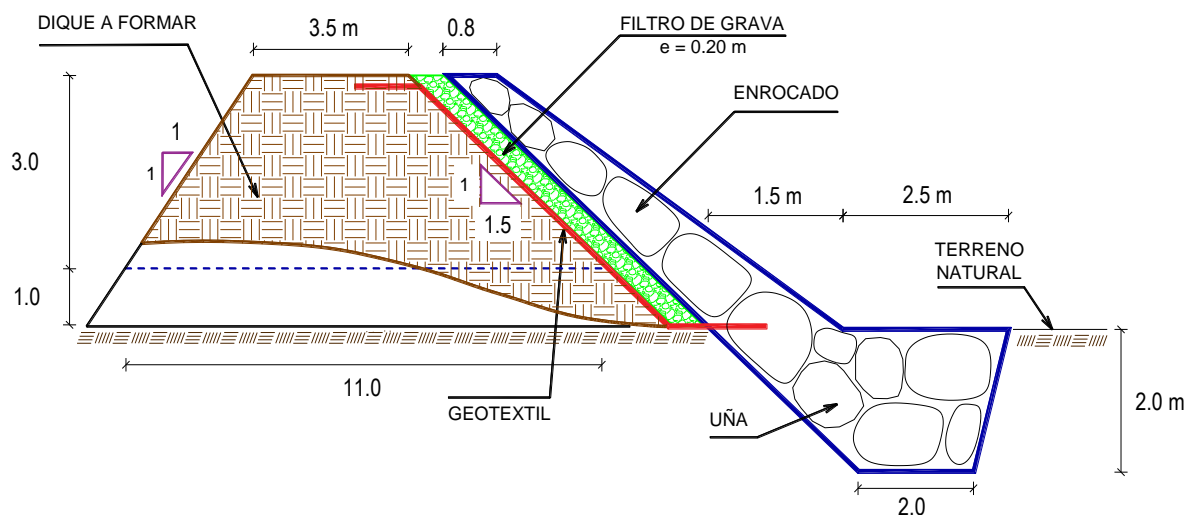 DIQUE A FORMAR
3.5 m
0.8
FILTRO DE GRAVA
e = 0.20 m
ENROCADO
1
1
3.0
1
1.5
1.5 m
2.5 m
TERRENO
NATURAL
1.0
11.0
GEOTEXTIL
UÑA
2.0 m
2.0